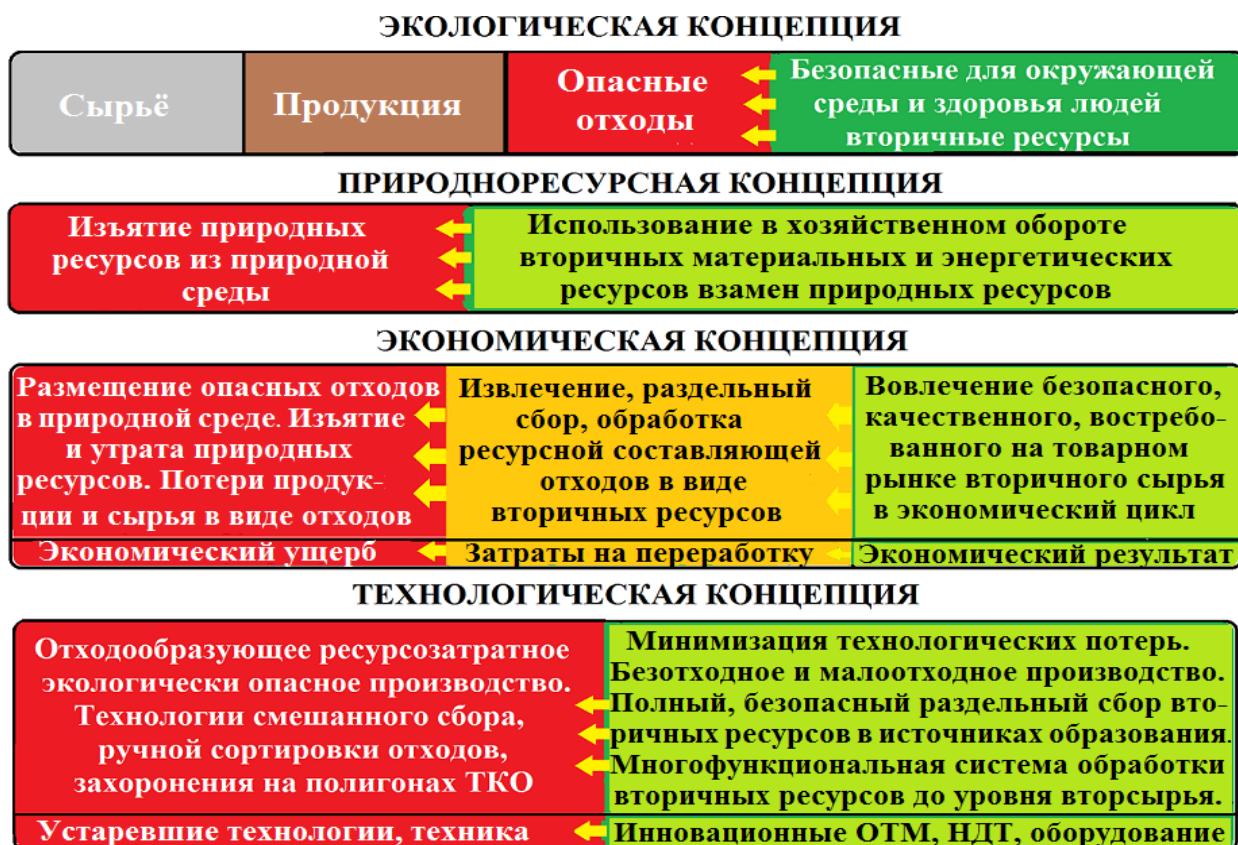 ЭКОЛОГИЧЕСКАЯ КОНЦЕПЦИЯ
Сырьё
Продукция
Опасные
отходы
Безопасные для окружающей
среды и здоровья людей
вторичные ресурсы
ПРИРОДНОРЕСУРСНАЯ КОНЦЕПЦИЯ
Изъятие природных
ресурсов из природной
среды
Использование в хозяйственном обороте
вторичных материальных и энергетических
ресурсов взамен природных ресурсов
ЭКОНОМИЧЕСКАЯ КОНЦЕПЦИЯ
Размещение опасных отходов
в природной среде. Изъятие
и утрата природных
ресурсов. Потери продук-
ции и сырья в виде отходов
Извлечение, раздельный
сбор, обработка
ресурсной составляющей
отходов в виде
вторичных ресурсов
Вовлечение безопасного,
качественного, востребо-
ванного на товарном
рынке вторичного сырья
в экономический цикл
Экономический ущерб
Затраты на переработку
Экономический результат
ТЕХНОЛОГИЧЕСКАЯ КОНЦЕПЦИЯ
Отходообразующее ресурсозатратное
экологически опасное производство.
Технологии смешанного сбора,
ручной сортировки отходов,
захоронения на полигонах ТКО
Минимизация технологических потерь.
Безотходное и малоотходное производство.
Полный, безопасный раздельный сбор вто-
ричных ресурсов в источниках образования.
Многофункциональная система обработки
вторичных ресурсов до уровня вторсырья.
Устаревшие технологии, техника
Инновационные ОТМ, НДТ, оборудование